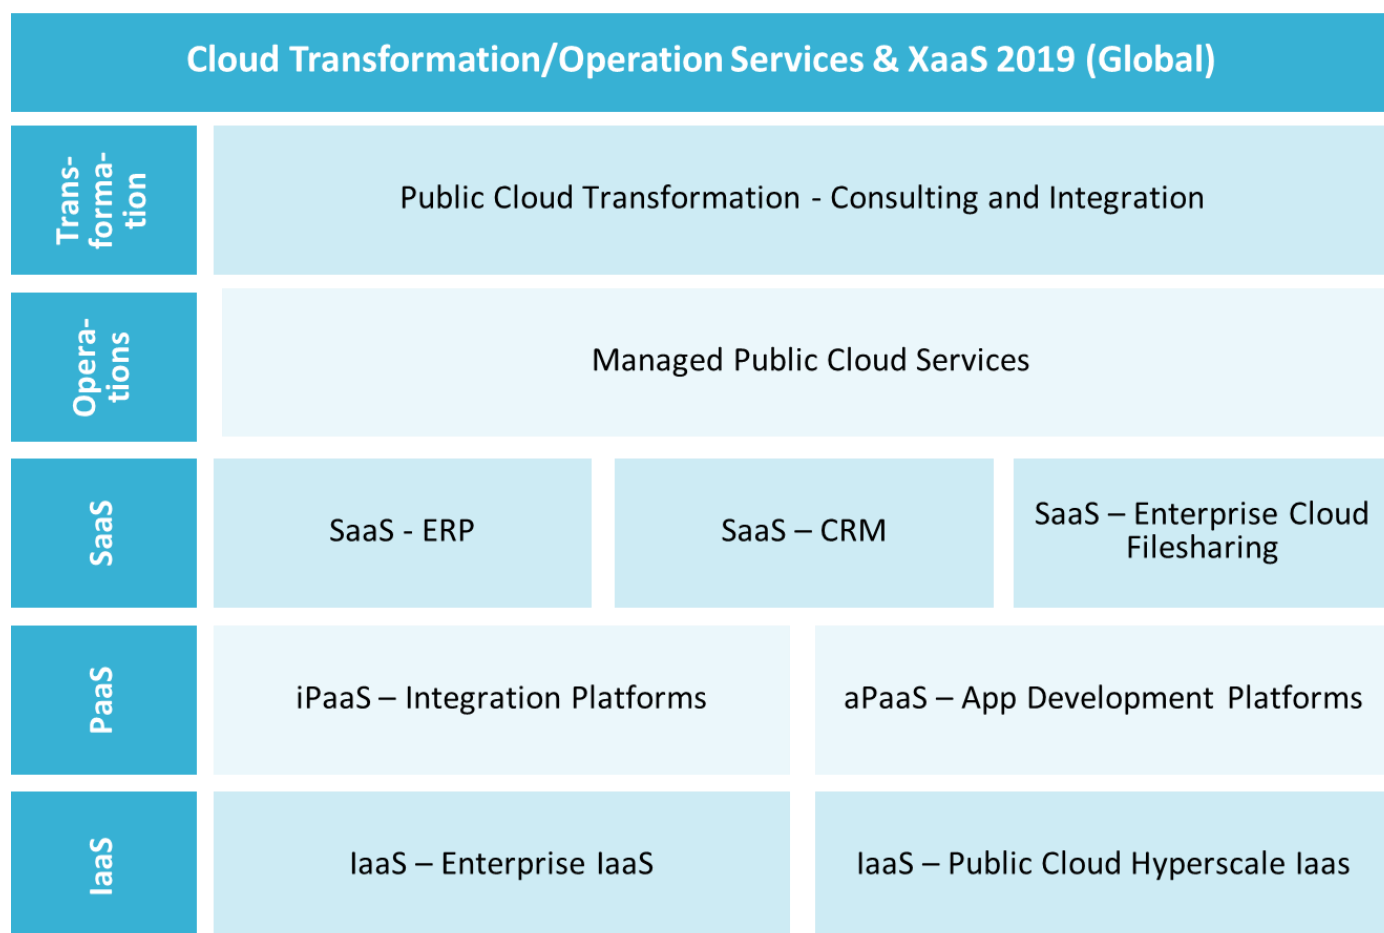 Cloud Transformation/Operation Services & XaaS 2019 (Global)
Trans-
forma-
tion
Public Cloud Transformation - Consulting and Integration
Opera-
tions
Managed Public Cloud Services
SaaS
SaaS - ERP
SaaS – CRM
SaaS – Enterprise Cloud
Filesharing
PaaS
iPaaS – Integration Platforms
aPaaS – App Development Platforms
IaaS
IaaS – Enterprise IaaS
IaaS – Public Cloud Hyperscale Iaas